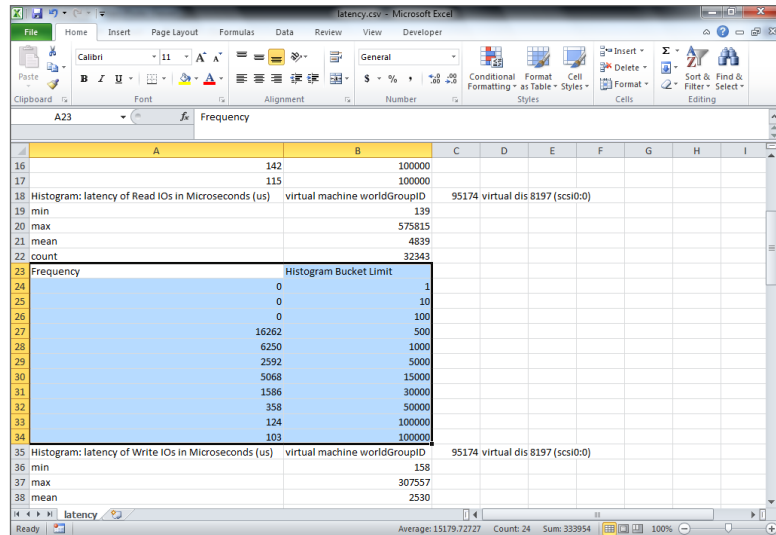 latency.csv - Microsoft Excel
File Home Insert Page Layout Formulas Data Review View Developer
Paste
Calibri 11 A A
B I U A
General
$ % , .0 .00 .00 .0
Conditional Formatting
Format as Table
Cell Styles
Insert
Delete
Format
Σ
Sort & Filter
Find & Select
Clipboard Font Alignment Number Styles Cells Editing
A23 fx Frequency
A B C D E F G H I
16 142 100000
17 115 100000
18 Histogram: latency of Read IOs in Microseconds (us) virtual machine worldGroupID 95174 virtual dis 8197 (scsi0:0)
19 min 139
20 max 575815
21 mean 4839
22 count 32343
23 Frequency Histogram Bucket Limit
24 0 1
25 0 10
26 0 100
27 16262 500
28 6250 1000
29 2592 5000
30 5068 15000
31 1586 30000
32 358 50000
33 124 100000
34 103 100000
35 Histogram: latency of Write IOs in Microseconds (us) virtual machine worldGroupID 95174 virtual dis 8197 (scsi0:0)
36 min 158
37 max 307557
38 mean 2530
latency
Ready Average: 15179.72727 Count: 24 Sum: 333954 100%